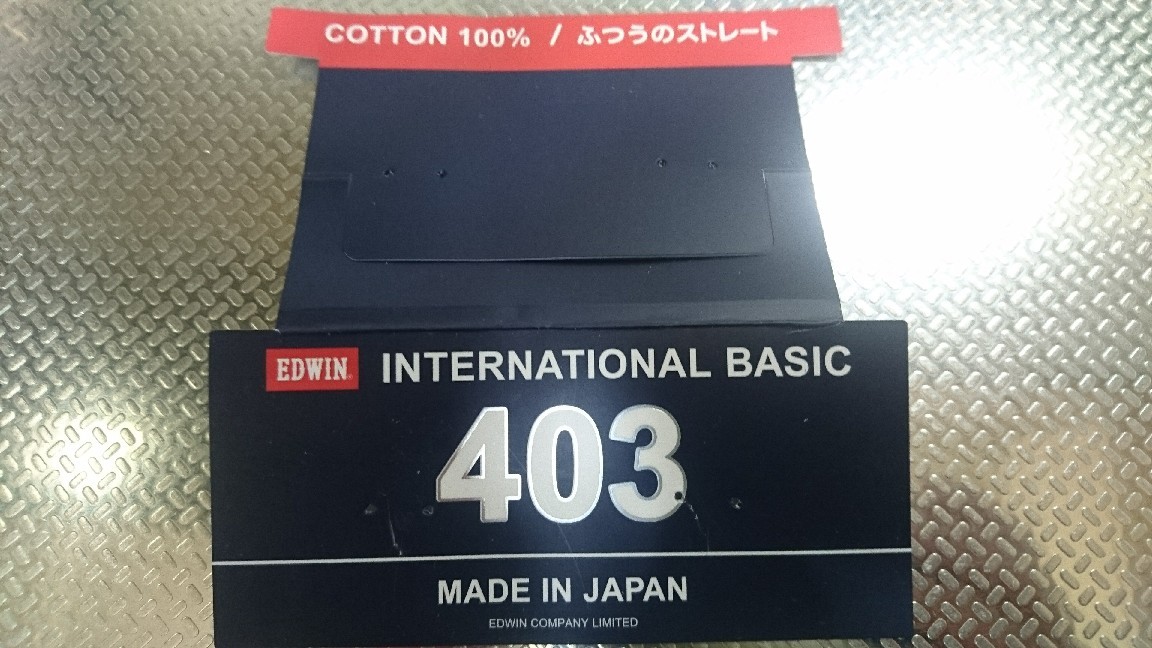 COTTON 100% / ふつうのストレート
EDWIN® INTERNATIONAL BASIC
403
MADE IN JAPAN
EDWIN COMPANY LIMITED